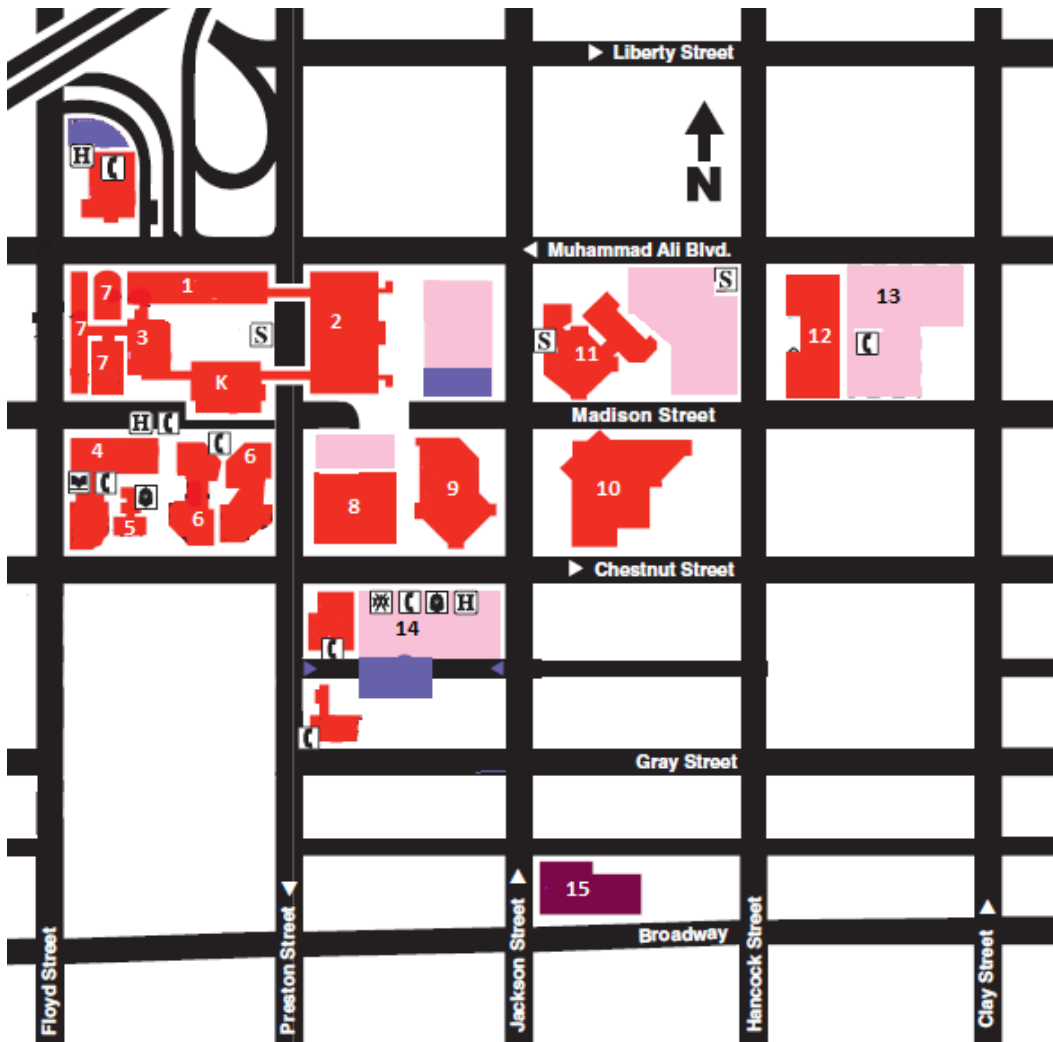 Liberty Street
N
H
Muhammad Ali Blvd.
7
1
7
3
2
S
S
S
11
12
13
7
K
Madison Street
H
4
6
5
6
8
9
10
Chestnut Street
H
14
Gray Street
15
Broadway
Floyd Street
Preston Street
Jackson Street
Hancock Street
Clay Street